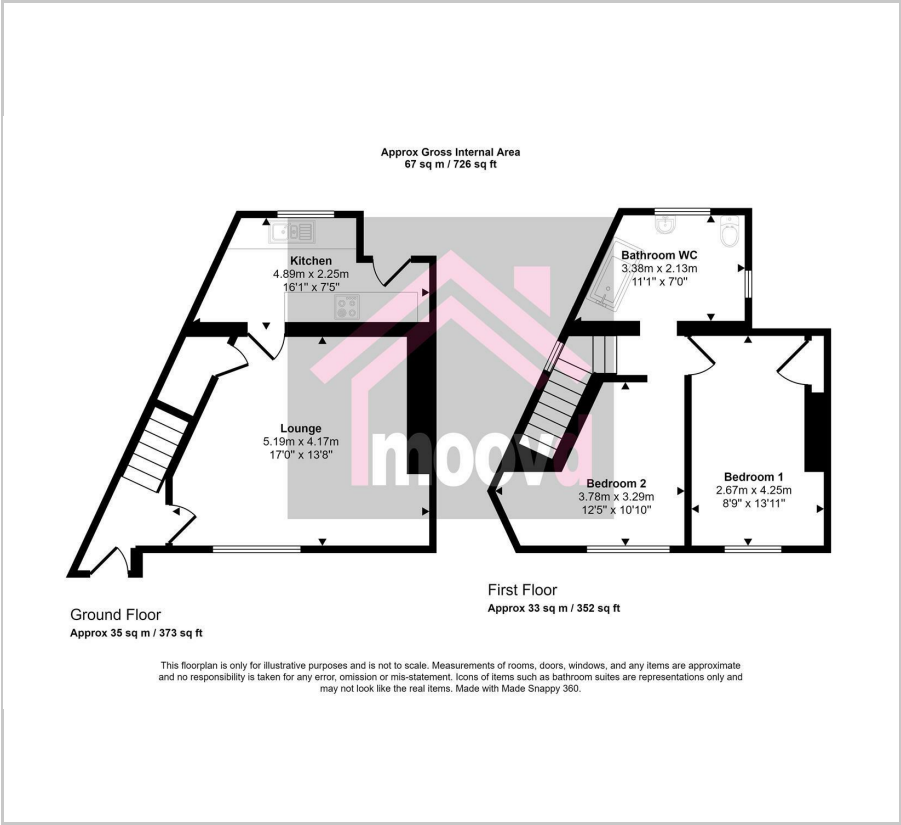 Approx Gross Internal Area
67 sq m / 726 sq ft
Kitchen
4.89m x 2.25m
16'1" x 7'5"
Bathroom WC
3.38m x 2.13m
11'1" x 7'0"
Lounge
5.19m x 4.17m
17'0" x 13'8"
moovd
Bedroom 2
3.78m x 3.29m
12'5" x 10'10"
Bedroom 1
2.67m x 4.25m
8'9" x 13'11"
Ground Floor
Approx 35 sq m / 373 sq ft
First Floor
Approx 33 sq m / 352 sq ft
This floorplan is only for illustrative purposes and is not to scale. Measurements of rooms, doors, windows, and any items are approximate
and no responsibility is taken for any error, omission or mis-statement. Icons of items such as bathroom suites are representations only and
may not look like the real items. Made with Made Snappy 360.